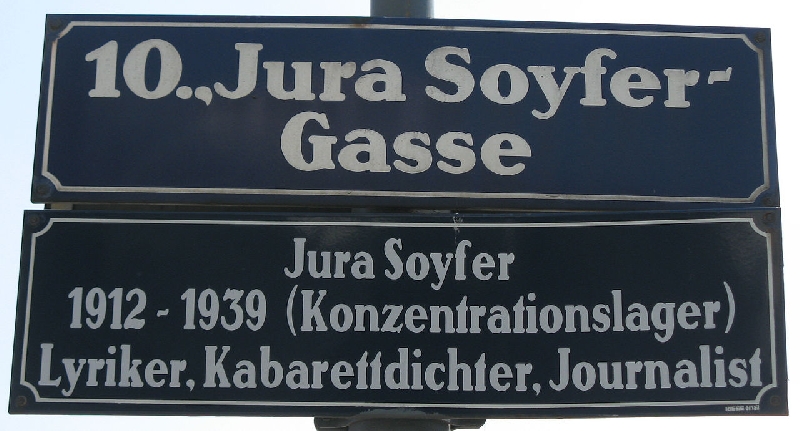 10.,Jura Soyfer-
Gasse
Jura Soyfer
1912 - 1939 (Konzentrationslager)
Lyriker, Kabarettdichter, Journalist